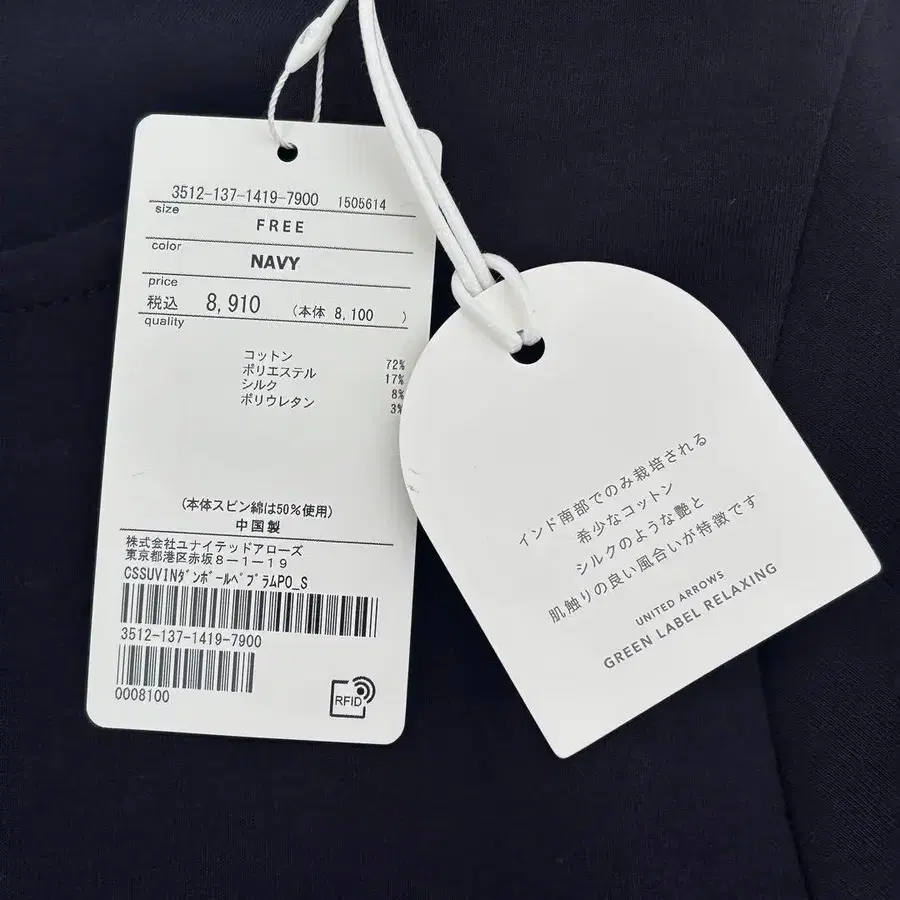 3512-137-1419-7900 1505614
size
FREE
color
NAVY
price
税込 8,910 (本体 8,100 )
quality
コットン 72%
ポリエステル 17%
シルク 8%
ポリウレタン 3%
(本体スビン綿は50%使用)
中国製
株式会社ユナイテッドアローズ
東京都港区赤坂8-1-19
CSSUVINﾀﾞﾝﾎﾞｰﾙﾍﾟﾌﾟﾗﾑPO_S
3512-137-1419-7900
0008100
RFID
インド南部でのみ栽培される
希少なコットン
シルクのような艶と
肌触りの良い風合いが特徴です
UNITED ARROWS
GREEN LABEL RELAXING